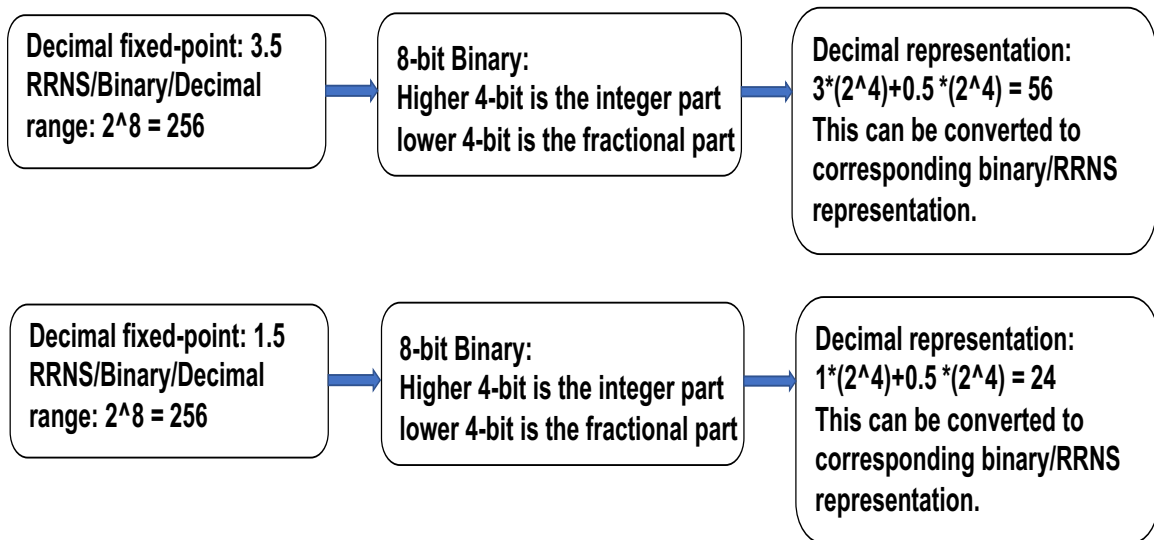 Decimal fixed-point: 3.5
RRNS/Binary/Decimal
range: 2^8 = 256
8-bit Binary:
Higher 4-bit is the integer part
lower 4-bit is the fractional part
Decimal representation:
3*(2^4)+0.5 *(2^4) = 56
This can be converted to
corresponding binary/RRNS
representation.
Decimal fixed-point: 1.5
RRNS/Binary/Decimal
range: 2^8 = 256
8-bit Binary:
Higher 4-bit is the integer part
lower 4-bit is the fractional part
Decimal representation:
1*(2^4)+0.5 *(2^4) = 24
This can be converted to
corresponding binary/RRNS
representation.